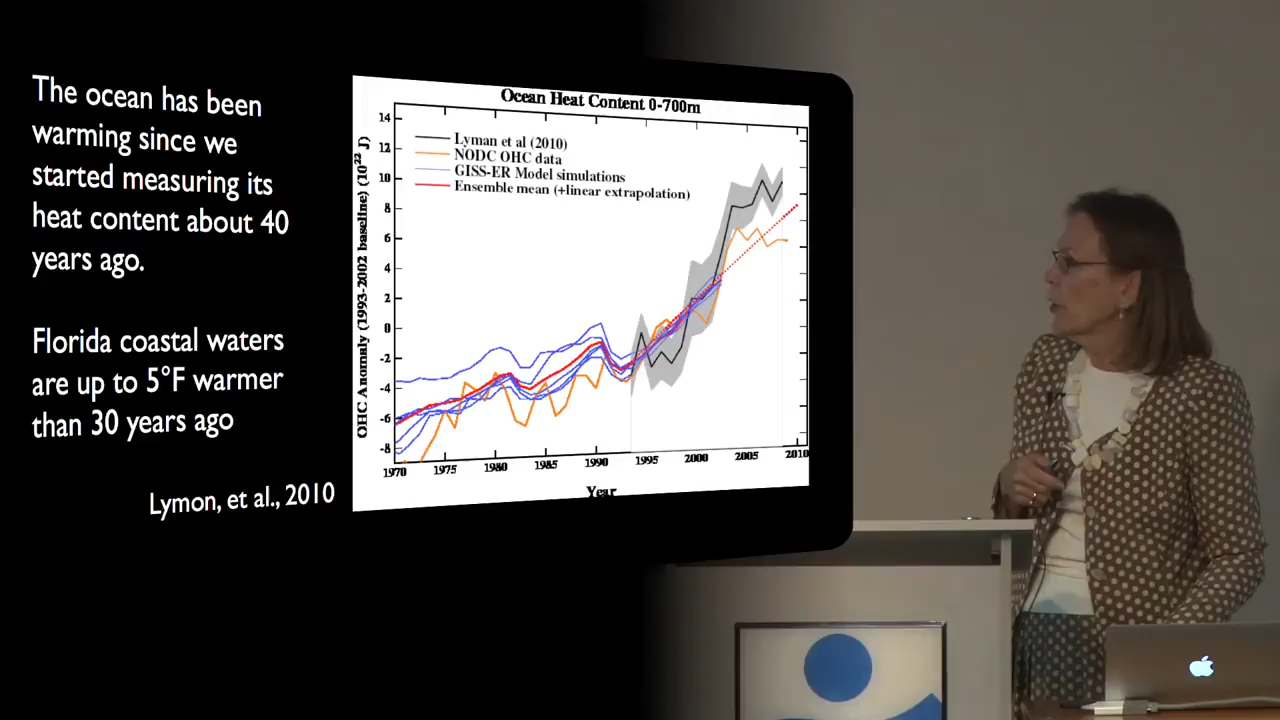 The ocean has been
warming since we
started measuring its
heat content about 40
years ago.
Florida coastal waters
are up to 5°F warmer
than 30 years ago
Lymon, et al., 2010
Ocean Heat Content 0-700m
OHC Anomaly (1993-2002 baseline) (10²² J)
14
12
10
8
6
4
2
0
-2
-4
-6
-8
Lyman et al (2010)
NODC OHC data
GISS-ER Model simulations
Ensemble mean (+linear extrapolation)
1970 1975 1980 1985 1990 1995 2000 2005 2010
Year